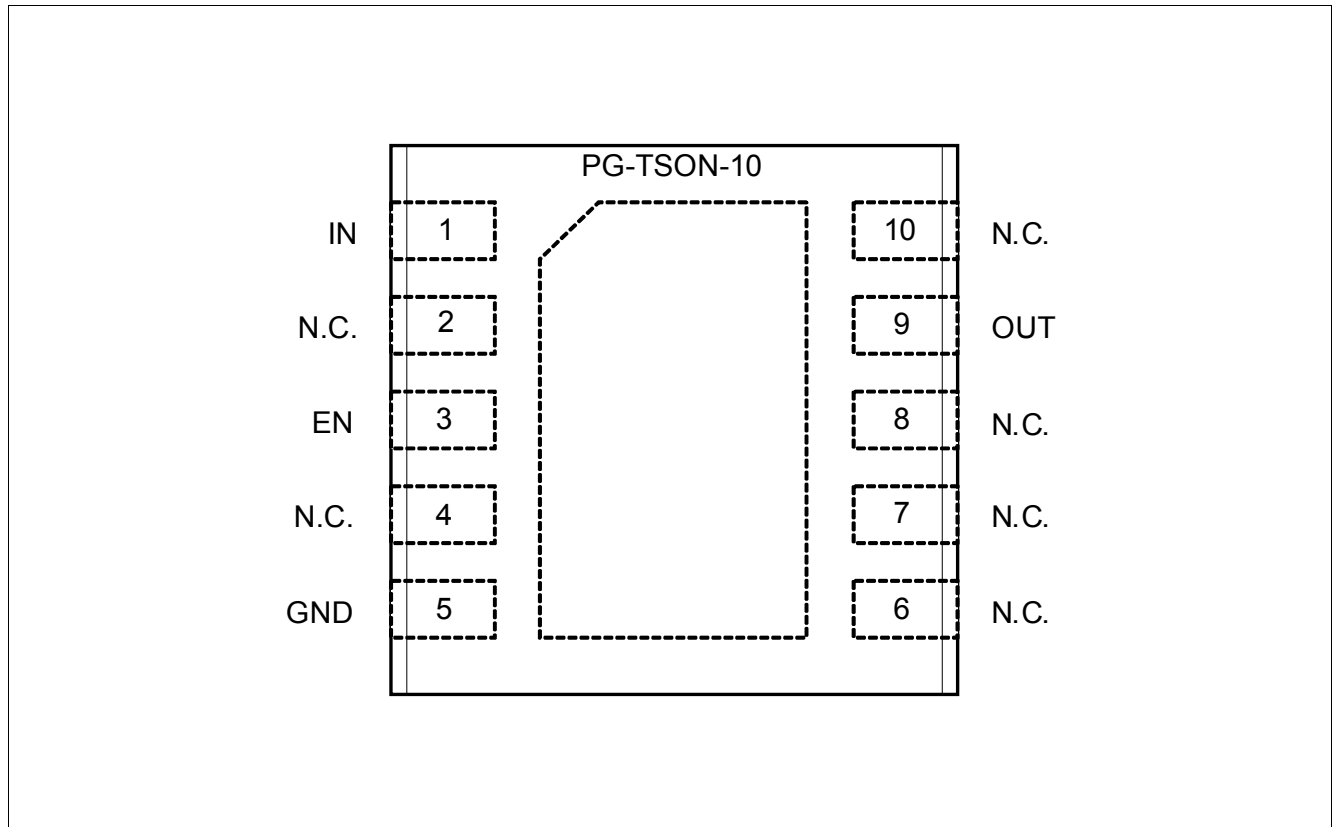 PG-TSON-10
IN 1 10 N.C.
N.C. 2 9 OUT
EN 3 8 N.C.
N.C. 4 7 N.C.
GND 5 6 N.C.